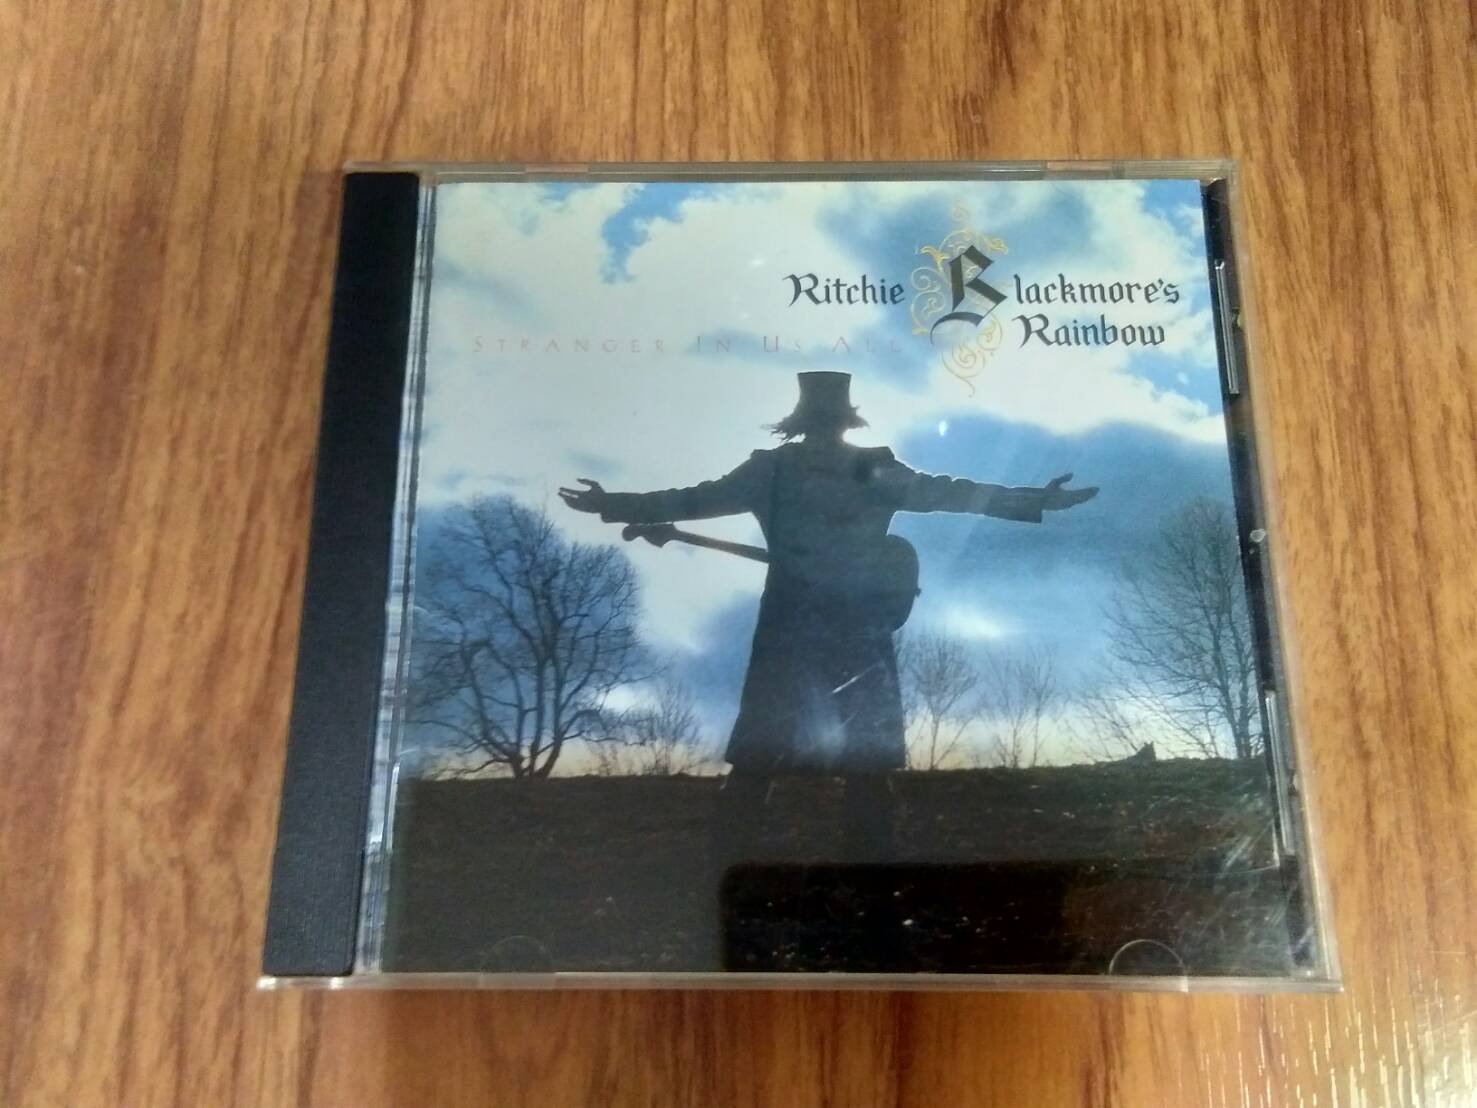 Ritchie Blackmore's
Rainbow
STRANGER IN US ALL